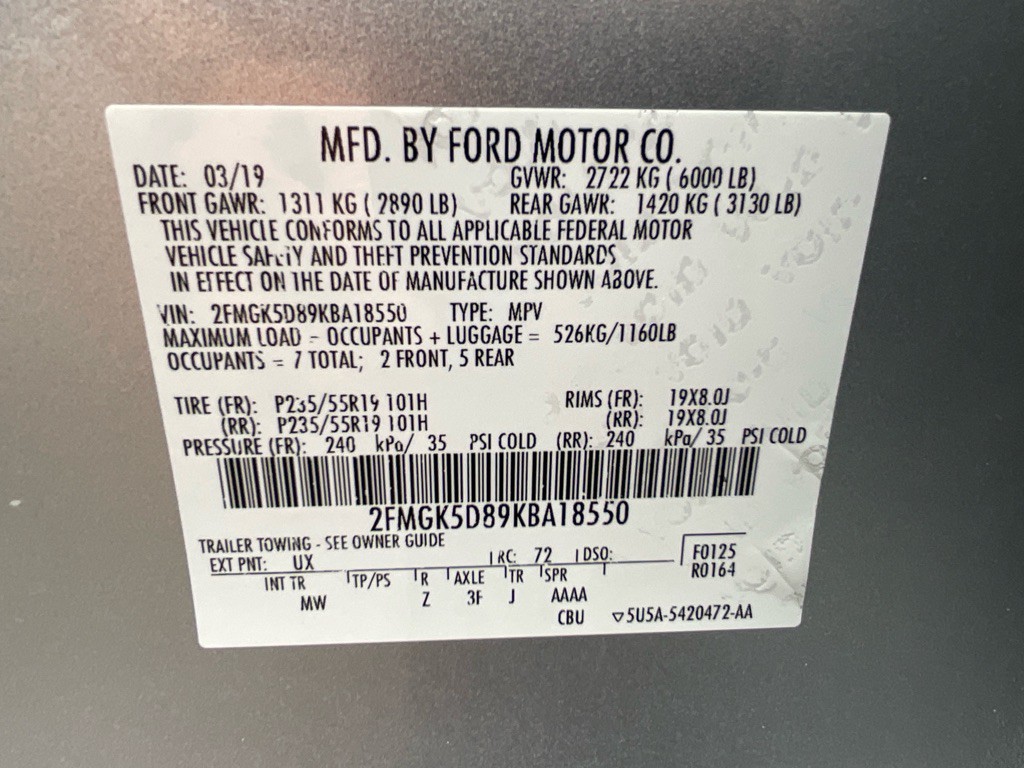 MFD. BY FORD MOTOR CO.
DATE: 03/19 GVWR: 2722 KG ( 6000 LB)
FRONT GAWR: 1311 KG ( 2890 LB) REAR GAWR: 1420 KG ( 3130 LB)
THIS VEHICLE CONFORMS TO ALL APPLICABLE FEDERAL MOTOR
VEHICLE SAFETY AND THEFT PREVENTION STANDARDS
IN EFFECT ON THE DATE OF MANUFACTURE SHOWN ABOVE.
VIN: 2FMGK5D89KBA18550 TYPE: MPV
MAXIMUM LOAD = OCCUPANTS + LUGGAGE = 526KG/1160LB
OCCUPANTS = 7 TOTAL; 2 FRONT, 5 REAR
TIRE (FR): P235/55R19 101H RIMS (FR): 19X8.0J
(RR): P235/55R19 101H (RR): 19X8.0J
PRESSURE (FR): 240 kPa/ 35 PSI COLD (RR): 240 kPa/ 35 PSI COLD
2FMGK5D89KBA18550
TRAILER TOWING - SEE OWNER GUIDE
EXT PNT: UX RC: 72 DSO: F0125
INT TR TP/PS R AXLE TR SPR R0164
MW Z 3F J AAAA
CBU ▽5U5A-5420472-AA